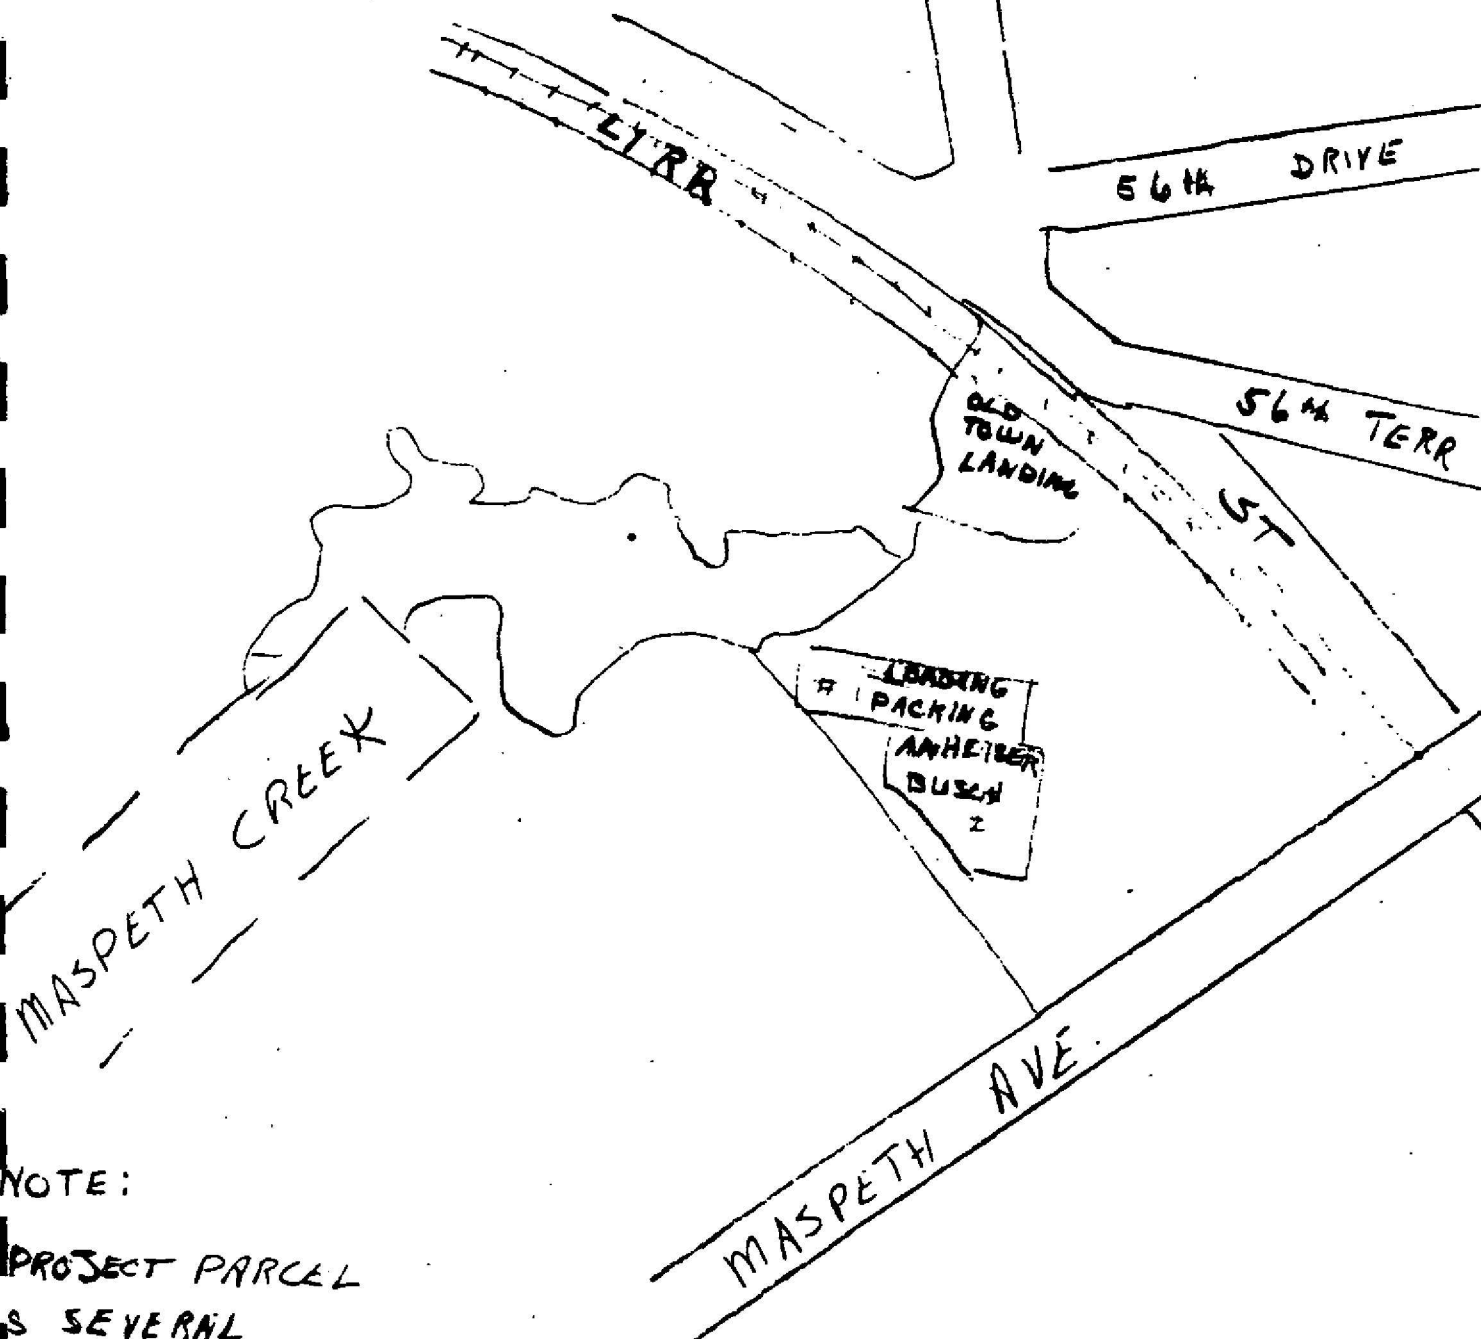 LIRR
56th DRIVE
56th TERR
OLD
TOWN
LANDING
ST
LOADING
PACKING
ANHEISER
BUSCH
2
MASPETH CREEK
MASPETH AVE.
NOTE:
PROJECT PARCEL
S SEVERAL